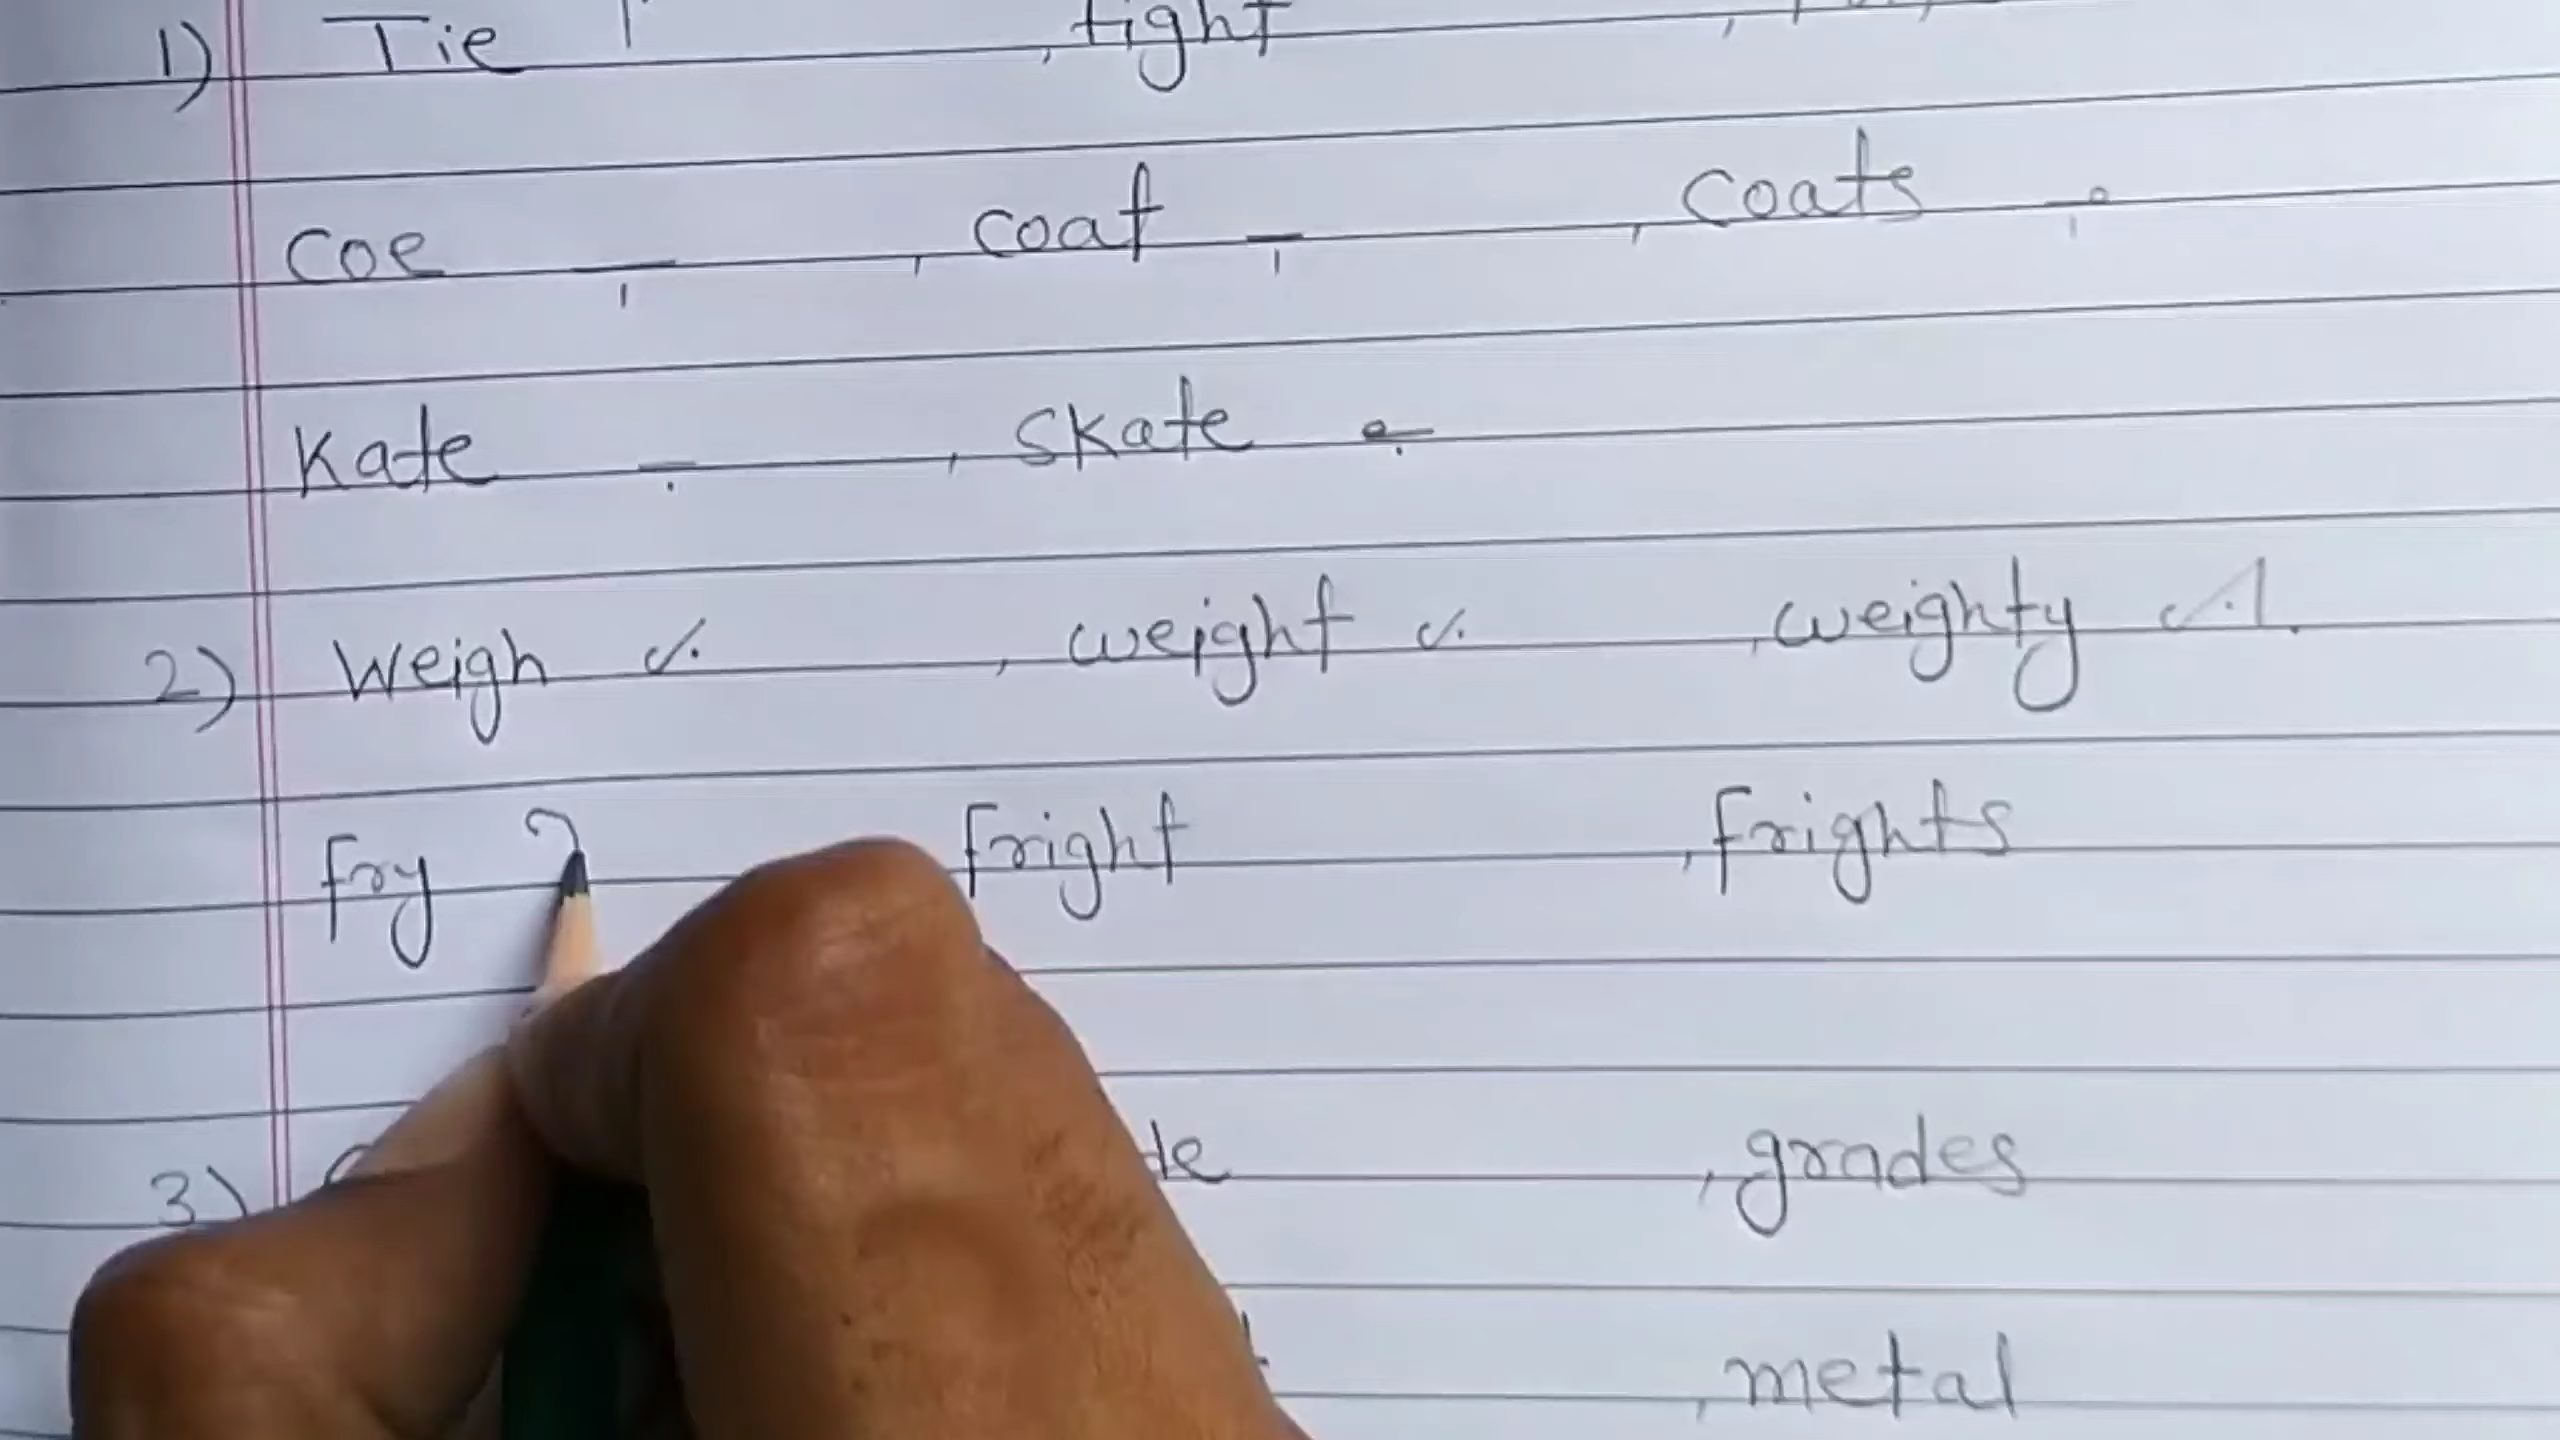 1) Tie , tight ,
coe , coat , coats
Kate , skate
2) Weigh , weight , weighty
fry fright , frights
3) , grades
, metal